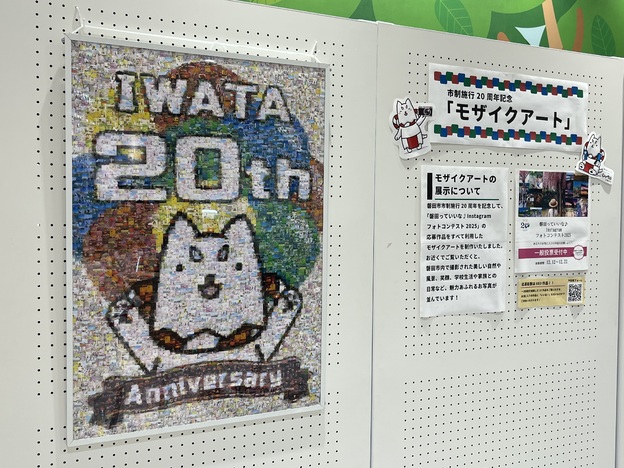 IWATA
20th
Anniversary
市制施行20周年記念
「モザイクアート」
モザイクアートの
展示について
磐田市市制施行20周年を記念して、
「磐田っていいな♪Instagram
フォトコンテスト2025」の
応募作品をすべて利用した
モザイクアートを制作いたしました。
お近くでご覧いただくと、
磐田市内で撮影された美しい自然や
風景、笑顔、学校生活や家族との
日常など、魅力あふれるお写真が
並んでいます!
磐田っていいな♪
Instagram
フォトコンテスト2025
一般投票受付中